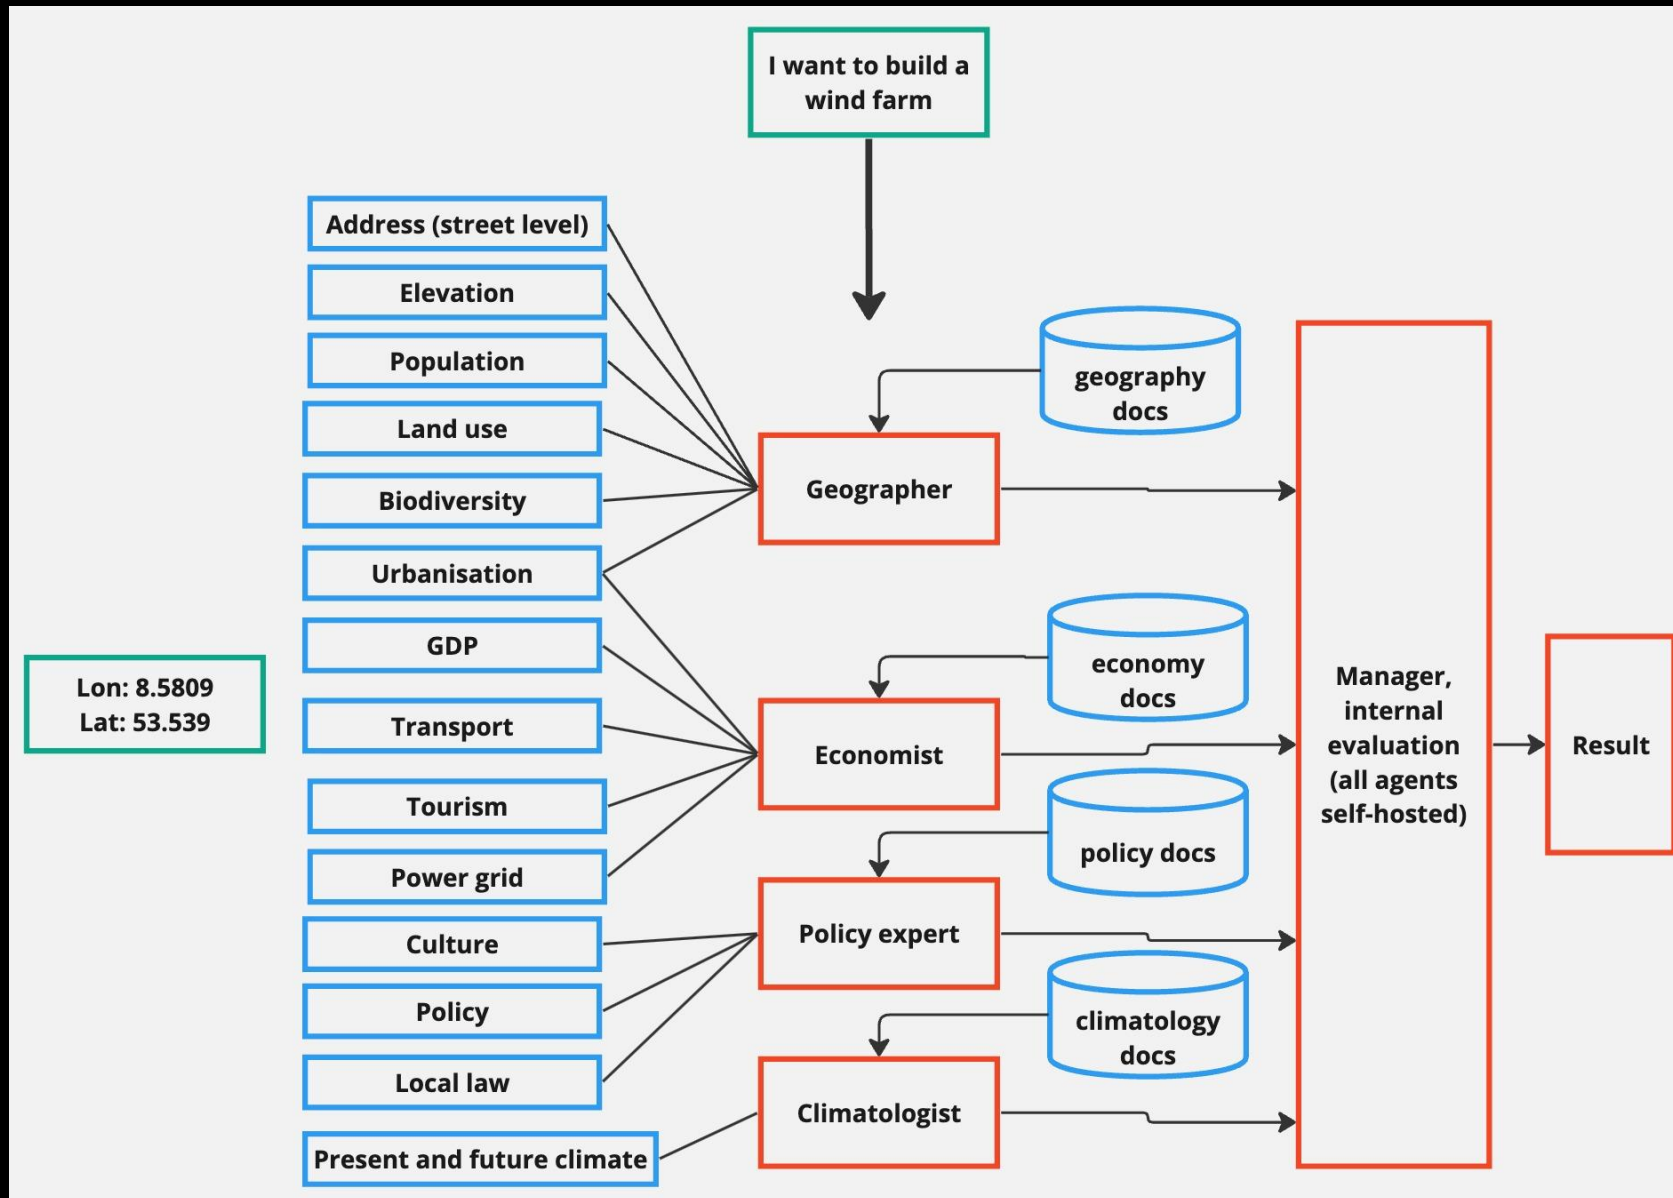 I want to build a
wind farm
Address (street level)
Elevation
Population
Land use
Biodiversity
Urbanisation
GDP
Transport
Tourism
Power grid
Culture
Policy
Local law
Present and future climate
Lon: 8.5809
Lat: 53.539
geography
docs
Geographer
economy
docs
Economist
policy docs
Policy expert
climatology
docs
Climatologist
Manager,
internal
evaluation
(all agents
self-hosted)
Result